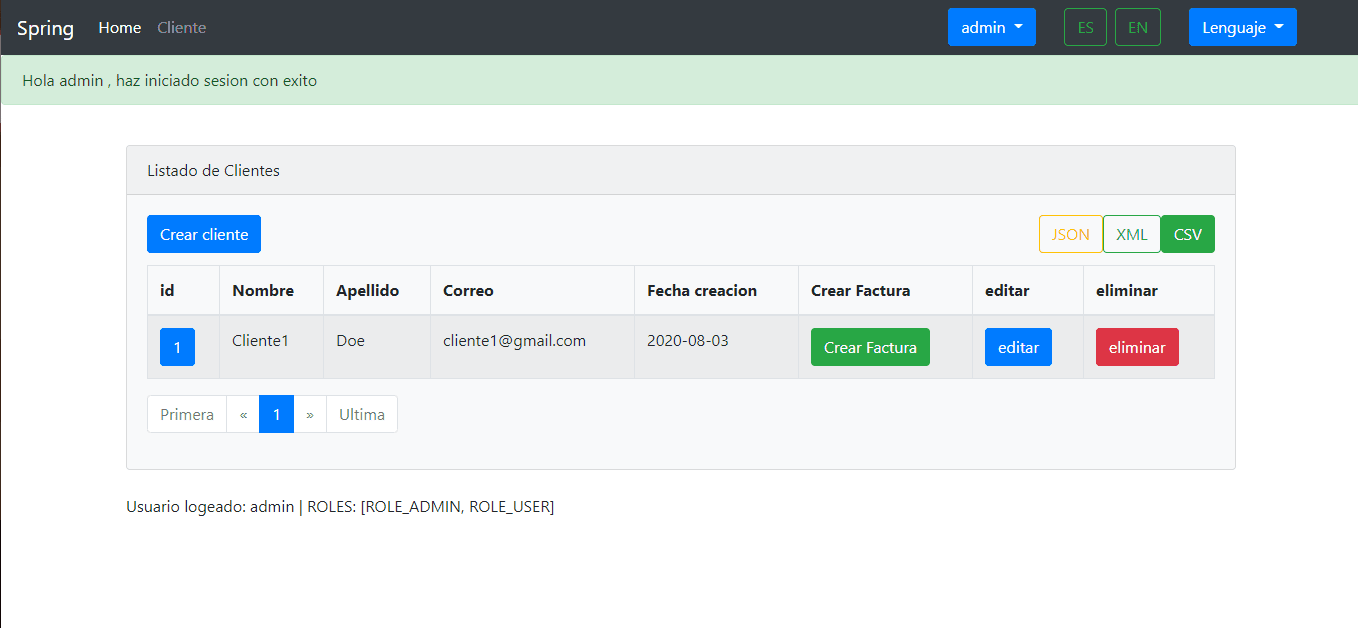 Spring Home Cliente admin ES EN Lenguaje
Hola admin , haz iniciado sesion con exito
Listado de Clientes
Crear cliente JSON XML CSV
id Nombre Apellido Correo Fecha creacion Crear Factura editar eliminar
1 Cliente1 Doe cliente1@gmail.com 2020-08-03 Crear Factura editar eliminar
Primera « 1 » Ultima
Usuario logeado: admin | ROLES: [ROLE_ADMIN, ROLE_USER]